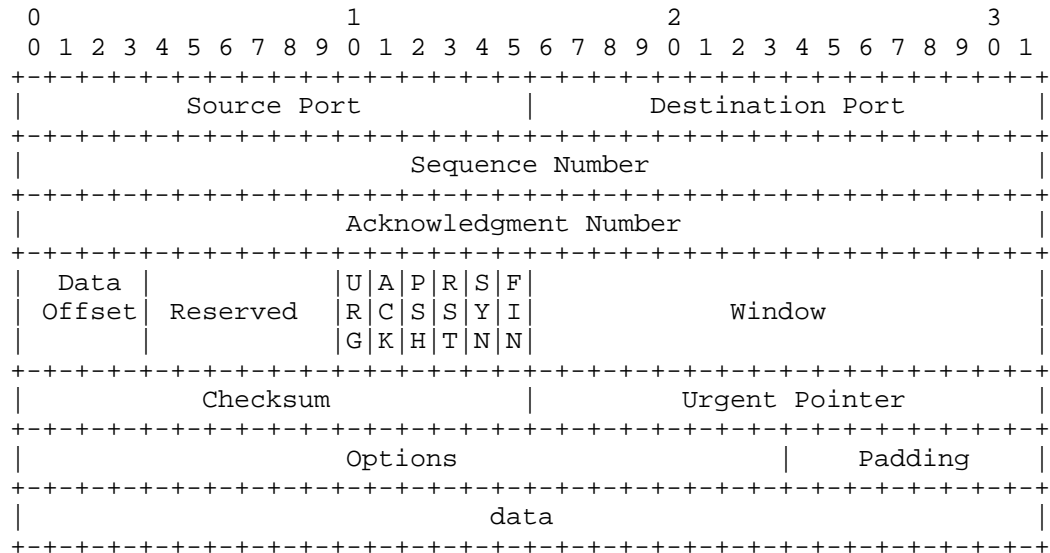 0                   1                   2                   3
 0 1 2 3 4 5 6 7 8 9 0 1 2 3 4 5 6 7 8 9 0 1 2 3 4 5 6 7 8 9 0 1
+-+-+-+-+-+-+-+-+-+-+-+-+-+-+-+-+-+-+-+-+-+-+-+-+-+-+-+-+-+-+-+-+
|          Source Port          |       Destination Port        |
+-+-+-+-+-+-+-+-+-+-+-+-+-+-+-+-+-+-+-+-+-+-+-+-+-+-+-+-+-+-+-+-+
|                        Sequence Number                        |
+-+-+-+-+-+-+-+-+-+-+-+-+-+-+-+-+-+-+-+-+-+-+-+-+-+-+-+-+-+-+-+-+
|                    Acknowledgment Number                      |
+-+-+-+-+-+-+-+-+-+-+-+-+-+-+-+-+-+-+-+-+-+-+-+-+-+-+-+-+-+-+-+-+
|  Data |           |U|A|P|R|S|F|                               |
| Offset| Reserved  |R|C|S|S|Y|I|            Window             |
|       |           |G|K|H|T|N|N|                               |
+-+-+-+-+-+-+-+-+-+-+-+-+-+-+-+-+-+-+-+-+-+-+-+-+-+-+-+-+-+-+-+-+
|           Checksum            |         Urgent Pointer        |
+-+-+-+-+-+-+-+-+-+-+-+-+-+-+-+-+-+-+-+-+-+-+-+-+-+-+-+-+-+-+-+-+
|                    Options                    |    Padding    |
+-+-+-+-+-+-+-+-+-+-+-+-+-+-+-+-+-+-+-+-+-+-+-+-+-+-+-+-+-+-+-+-+
|                             data                              |
+-+-+-+-+-+-+-+-+-+-+-+-+-+-+-+-+-+-+-+-+-+-+-+-+-+-+-+-+-+-+-+-+